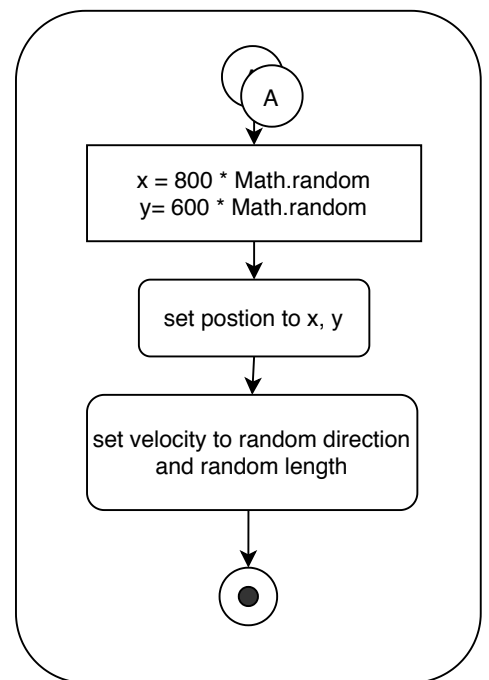 A
x = 800 * Math.random
y= 600 * Math.random
set postion to x, y
set velocity to random direction
and random length